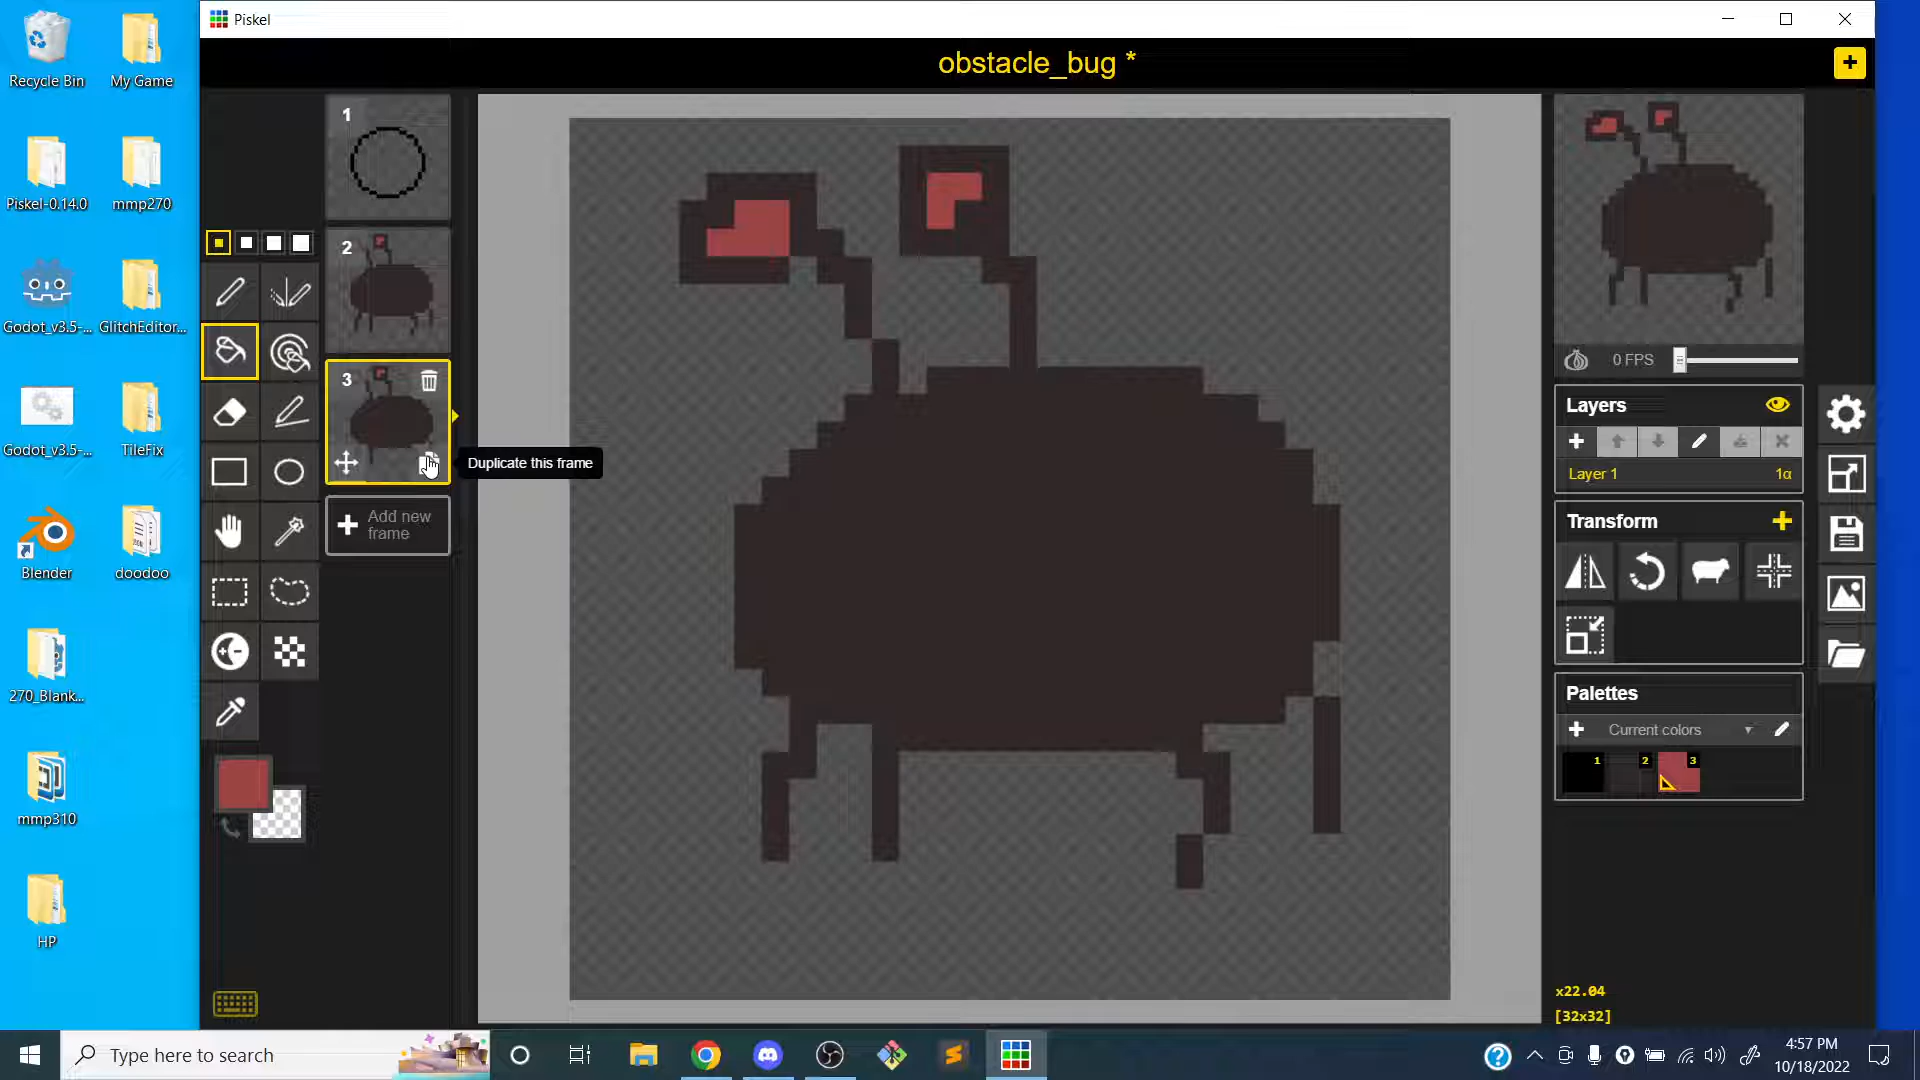 Piskel
obstacle_bug *
Recycle Bin
My Game
Piskel-0.14.0
mmp270
Godot_v3.5-...
GlitchEditor...
Godot_v3.5-...
TileFix
Blender
doodoo
270_Blank...
mmp310
HP
1
2
3
Duplicate this frame
Add new
frame
0 FPS
Layers
Layer 1
1α
Transform
Palettes
Current colors
1
2
3
x22.04
[32x32]
Type here to search
4:57 PM
10/18/2022